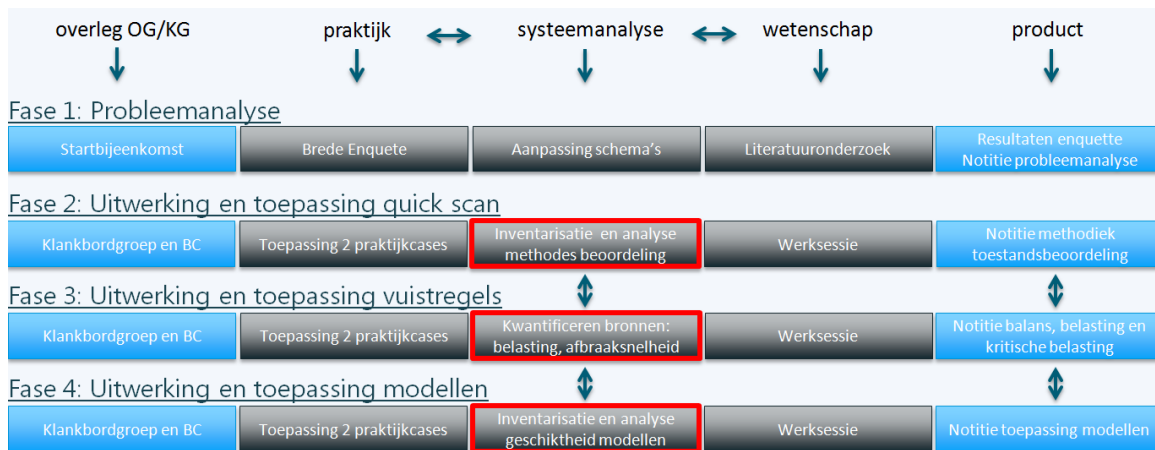 overleg OG/KG praktijk systeemanalyse wetenschap product
Fase 1: Probleemanalyse
Startbijeenkomst
Brede Enquete
Aanpassing schema's
Literatuuronderzoek
Resultaten enquette
Notitie probleemanalyse
Fase 2: Uitwerking en toepassing quick scan
Klankbordgroep en BC
Toepassing 2 praktijkcases
Inventarisatie en analyse
methodes beoordeling
Werksessie
Notitie methodiek
toestandsbeoordeling
Fase 3: Uitwerking en toepassing vuistregels
Klankbordgroep en BC
Toepassing 2 praktijkcases
Kwantificeren bronnen:
belasting, afbraaksnelheid
Werksessie
Notitie balans, belasting en
kritische belasting
Fase 4: Uitwerking en toepassing modellen
Klankbordgroep en BC
Toepassing 2 praktijkcases
Inventarisatie en analyse
geschiktheid modellen
Werksessie
Notitie toepassing modellen